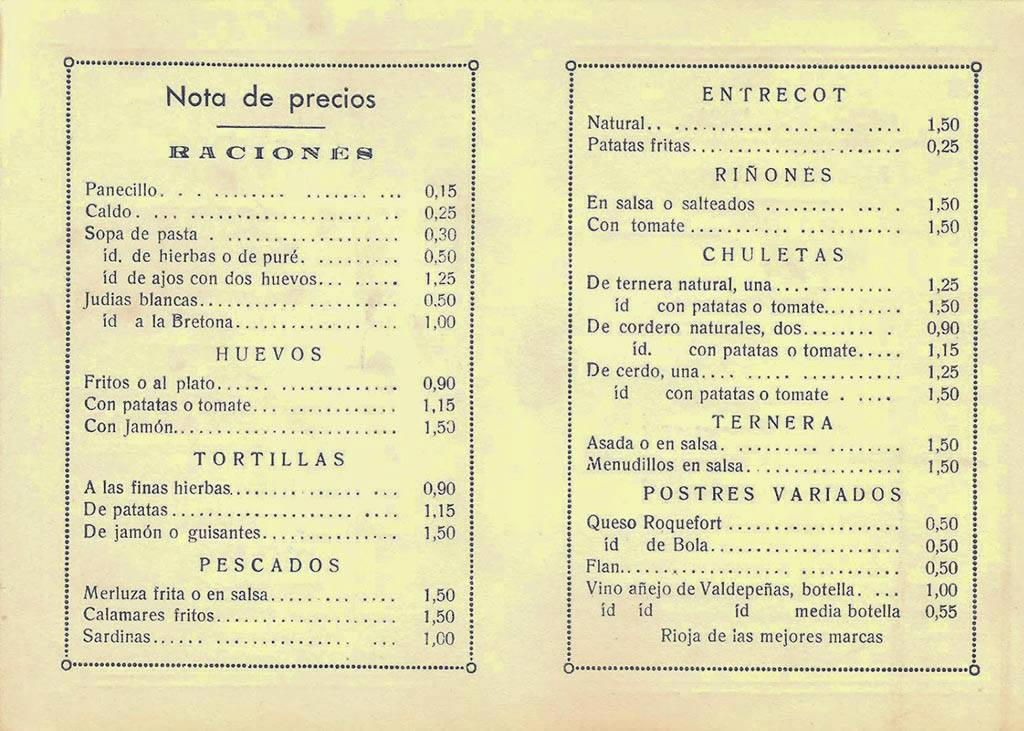 Nota de precios
RACIONES
Panecillo. . . . ......... ....... ... 0,15
Caldo. ... .................. .. .. 0,25
Sopa de pasta . .................. 0,30
íd. de hierbas o de puré. ......... 0,50
íd de ajos con dos huevos... ...... 1,25
Judias blancas.................... 0,50
íd a la Bretona.............. ... 1,00
HUEVOS
Fritos o al plato...... ............. 0,90
Con patatas o tomate... ............ 1,15
Con Jamón....................... 1,50
TORTILLAS
A las finas hierbas......... ...... ... 0,90
De patatas................... .... 1,15
De jamón o guisantes............... 1,50
PESCADOS
Merluza frita o en salsa...... ... .... 1,50
Calamares fritos................... 1,50
Sardinas...... .............. ... 1,00
ENTRECOT
Natural.. ............. .... ... .... 1,50
Patatas fritas.... ............ ....... 0,25
RIÑONES
En salsa o salteados ......... ... . 1,50
Con tomate........... ............ 1,50
CHULETAS
De ternera natural, una.... ......... 1,25
íd con patatas o tomate......... 1,50
De cordero naturales, dos........ . 0,90
íd. con patatas o tomate..... 1,15
De cerdo, una.... ... ............ 1,25
íd con patatas o tomate . .... 1,50
TERNERA
Asada o en salsa. ......... ... .... 1,50
Menudillos en salsa. .............. 1,50
POSTRES VARIADOS
Queso Roquefort ................... 0,50
íd de Bola..................... 0,50
Flan..................... ........... 0,50
Vino añejo de Valdepeñas, botella. ... 1,00
íd íd íd media botella 0,55
Rioja de las mejores marcas